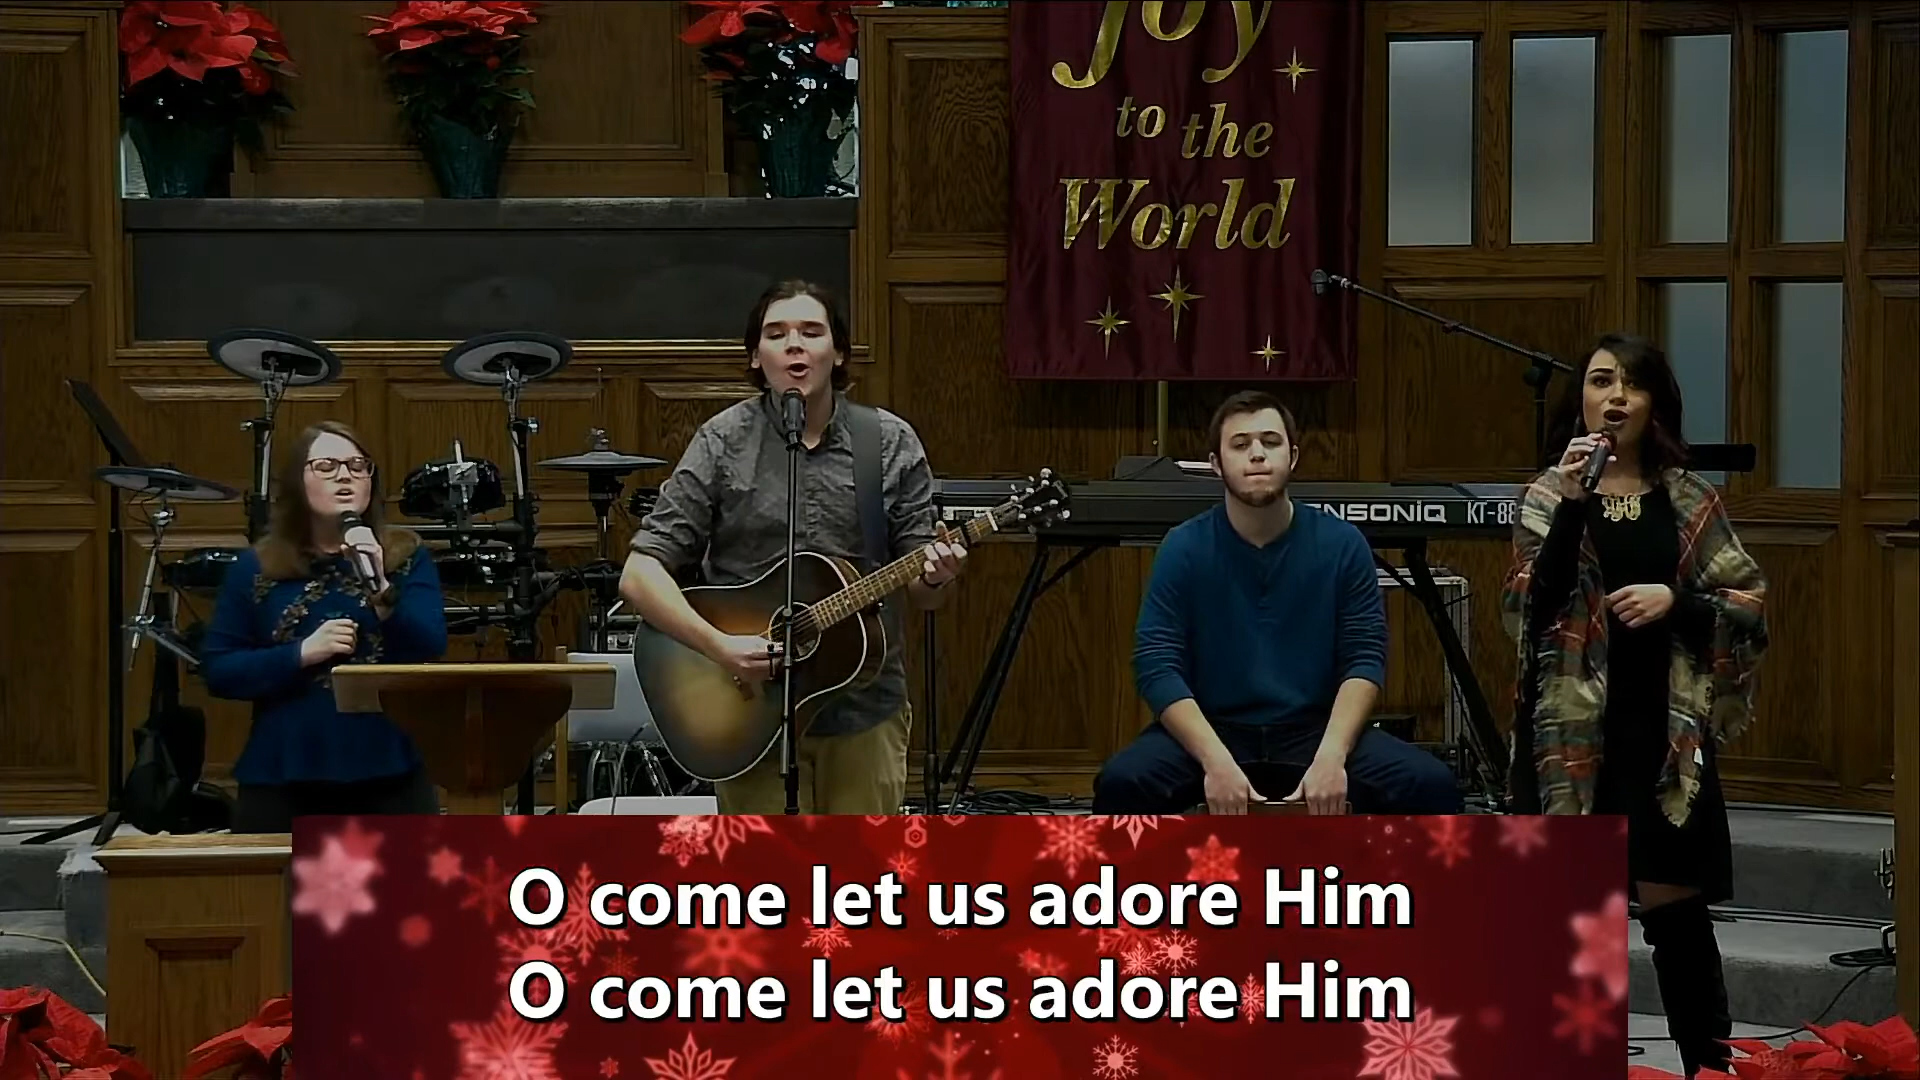 Joy
to the
World
ENSONIQ KT-88
O come let us adore Him
O come let us adore Him